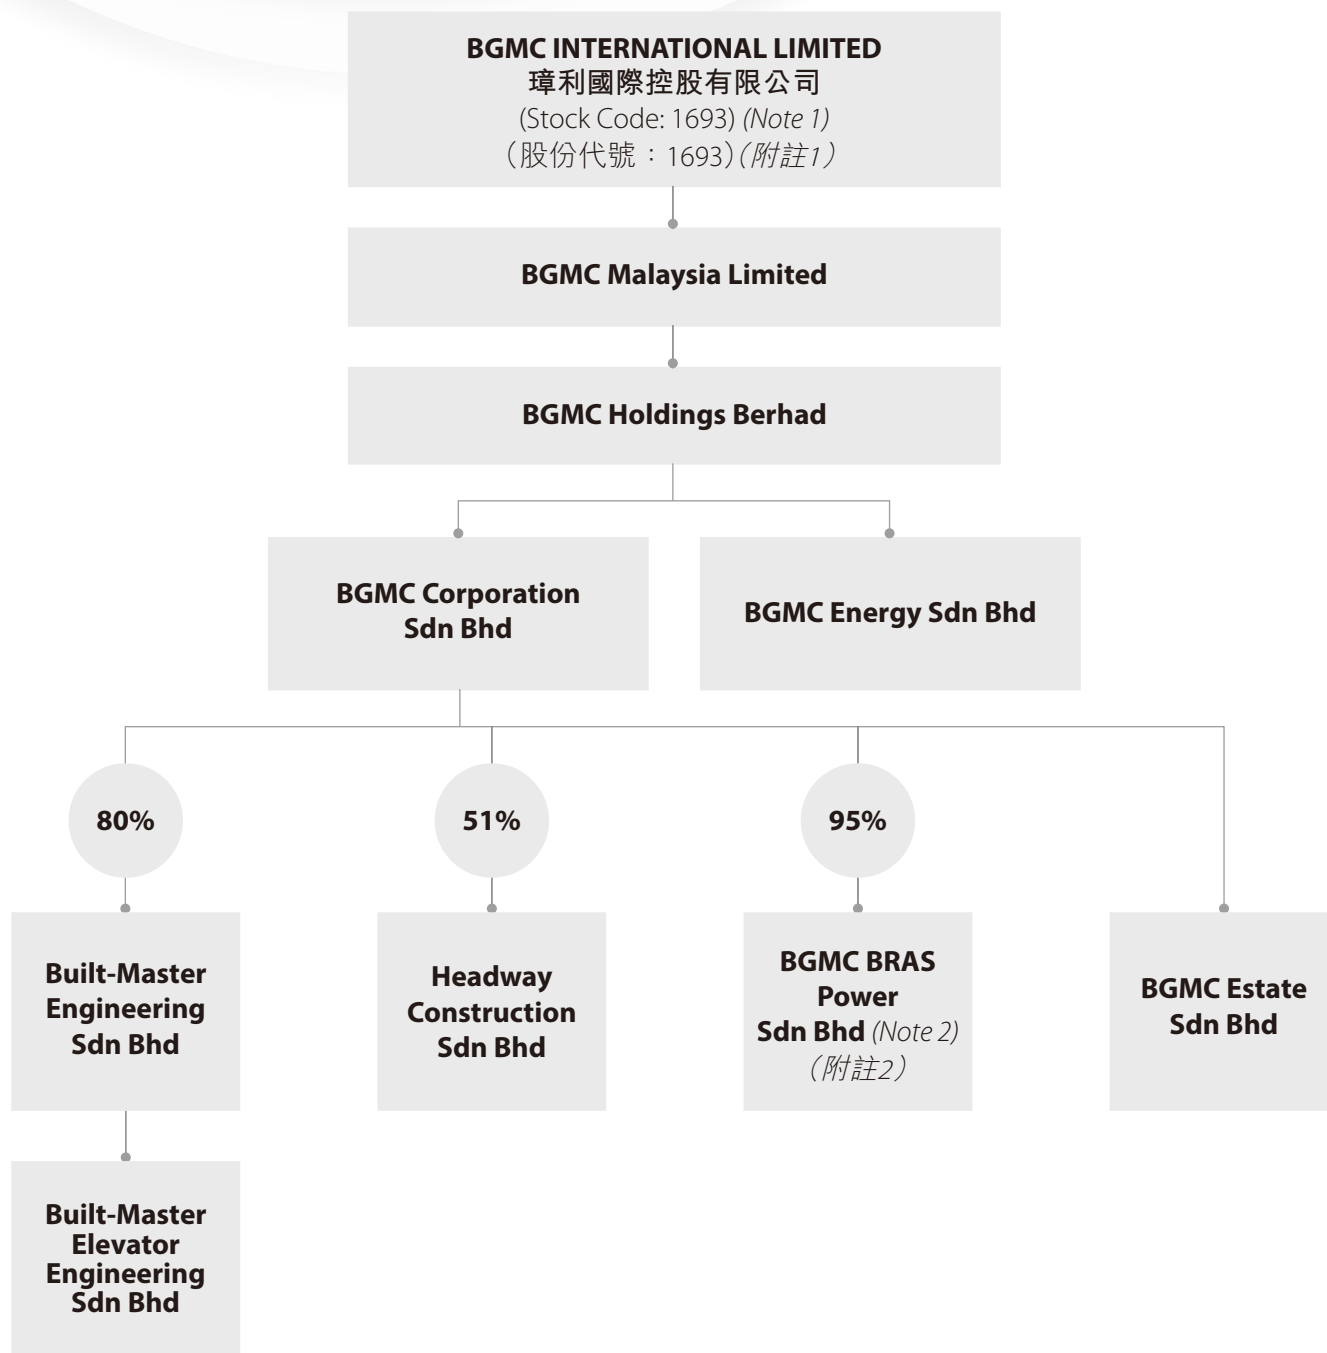 BGMC INTERNATIONAL LIMITED
璋利國際控股有限公司
(Stock Code: 1693) (Note 1)
（股份代號：1693）（附註1）
BGMC Malaysia Limited
BGMC Holdings Berhad
BGMC Corporation
Sdn Bhd
BGMC Energy Sdn Bhd
80%
51%
95%
Built-Master
Engineering
Sdn Bhd
Headway
Construction
Sdn Bhd
BGMC BRAS
Power
Sdn Bhd (Note 2)
（附註2）
BGMC Estate
Sdn Bhd
Built-Master
Elevator
Engineering
Sdn Bhd